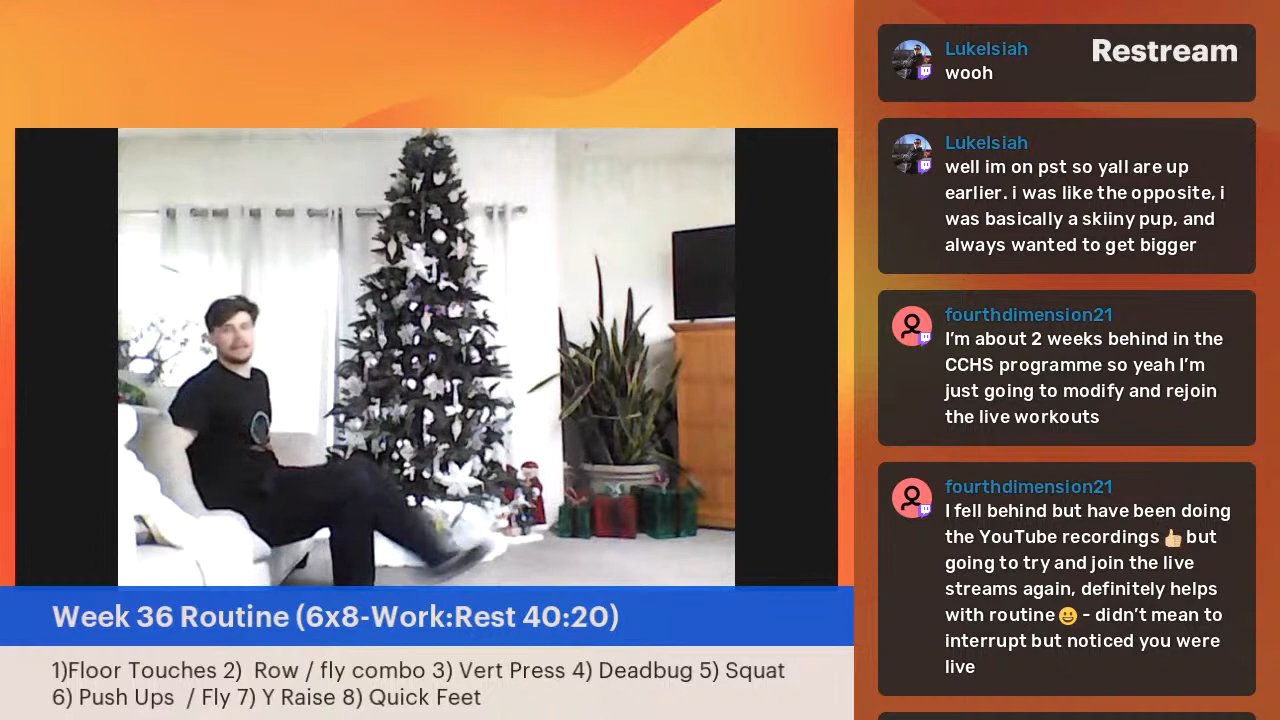 LukeIsiah
Restream
wooh
LukeIsiah
well im on pst so yall are up
earlier. i was like the opposite, i
was basically a skiiny pup, and
always wanted to get bigger
fourthdimension21
I'm about 2 weeks behind in the
CCHS programme so yeah I'm
just going to modify and rejoin
the live workouts
fourthdimension21
I fell behind but have been doing
the YouTube recordings 👍🏼 but
going to try and join the live
streams again, definitely helps
with routine 😀 - didn't mean to
interrupt but noticed you were
live
Week 36 Routine (6x8-Work:Rest 40:20)
1)Floor Touches 2) Row / fly combo 3) Vert Press 4) Deadbug 5) Squat
6) Push Ups / Fly 7) Y Raise 8) Quick Feet